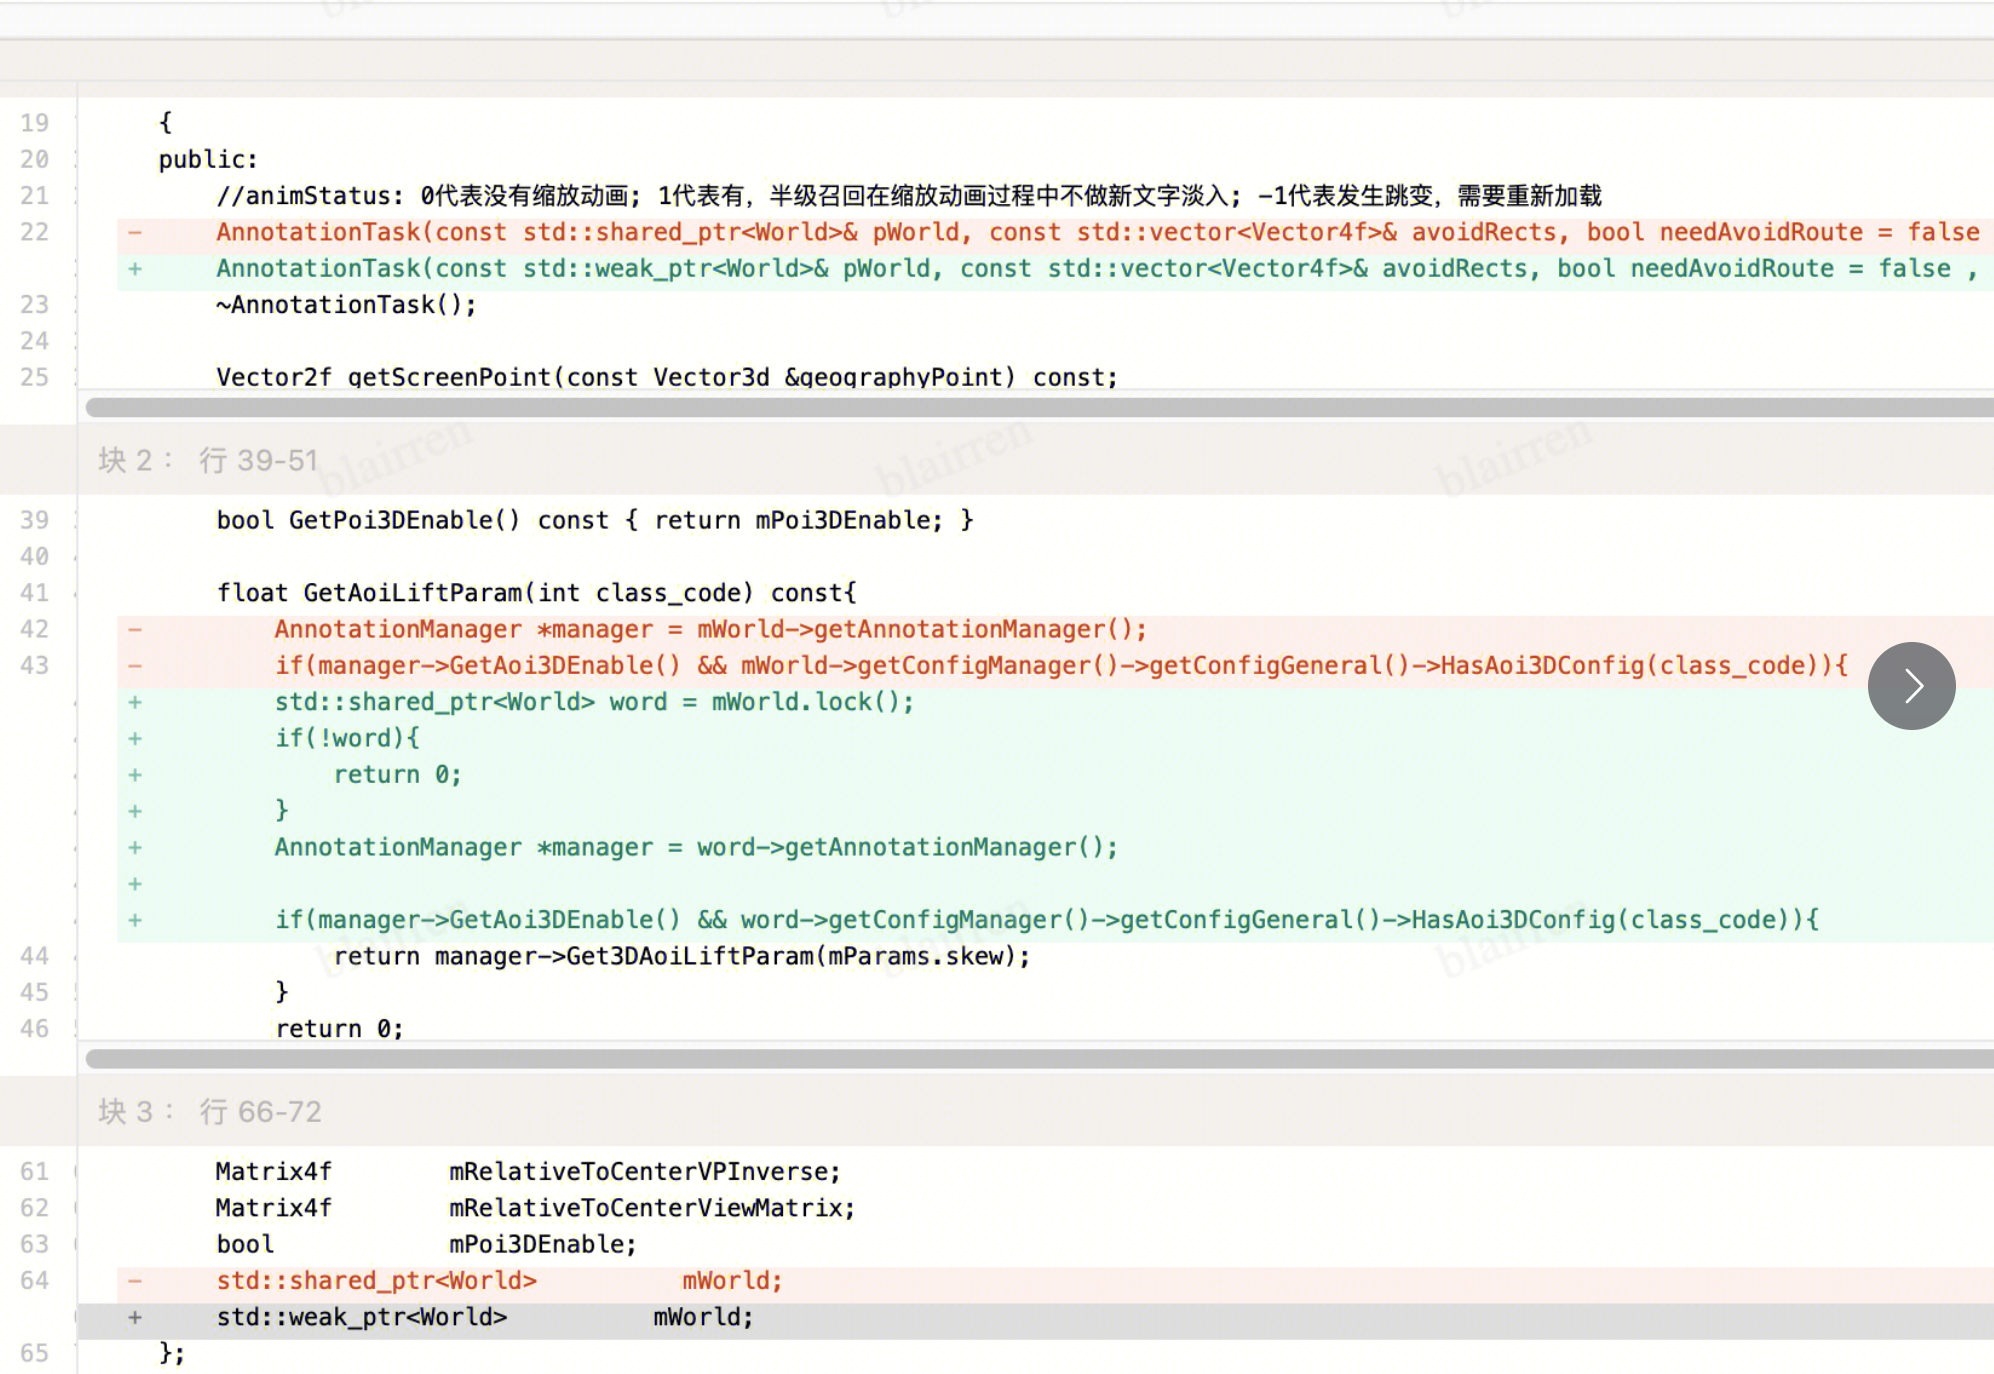 19 {
20 public:
21 //animStatus: 0代表没有缩放动画; 1代表有, 半级召回在缩放动画过程中不做新文字淡入; -1代表发生跳变, 需要重新加载
22 - AnnotationTask(const std::shared_ptr<World>& pWorld, const std::vector<Vector4f>& avoidRects, bool needAvoidRoute = false
+ AnnotationTask(const std::weak_ptr<World>& pWorld, const std::vector<Vector4f>& avoidRects, bool needAvoidRoute = false ,
23 ~AnnotationTask();
24
25 Vector2f getScreenPoint(const Vector3d &geographyPoint) const;
块 2： 行 39-51
blairren blairren blairren
39 bool GetPoi3DEnable() const { return mPoi3DEnable; }
40
41 float GetAoiLiftParam(int class_code) const{
42 - AnnotationManager *manager = mWorld->getAnnotationManager();
43 - if(manager->GetAoi3DEnable() && mWorld->getConfigManager()->getConfigGeneral()->HasAoi3DConfig(class_code)){
+ std::shared_ptr<World> word = mWorld.lock();
+ if(!word){
+ return 0;
+ }
+ AnnotationManager *manager = word->getAnnotationManager();
+
+ if(manager->GetAoi3DEnable() && word->getConfigManager()->getConfigGeneral()->HasAoi3DConfig(class_code)){
blairren blairren blairren
44 return manager->Get3DAoiLiftParam(mParams.skew);
45 }
46 return 0;
块 3： 行 66-72
61 Matrix4f mRelativeToCenterVPInverse;
62 Matrix4f mRelativeToCenterViewMatrix;
63 bool mPoi3DEnable;
64 - std::shared_ptr<World> mWorld;
+ std::weak_ptr<World> mWorld;
65 };